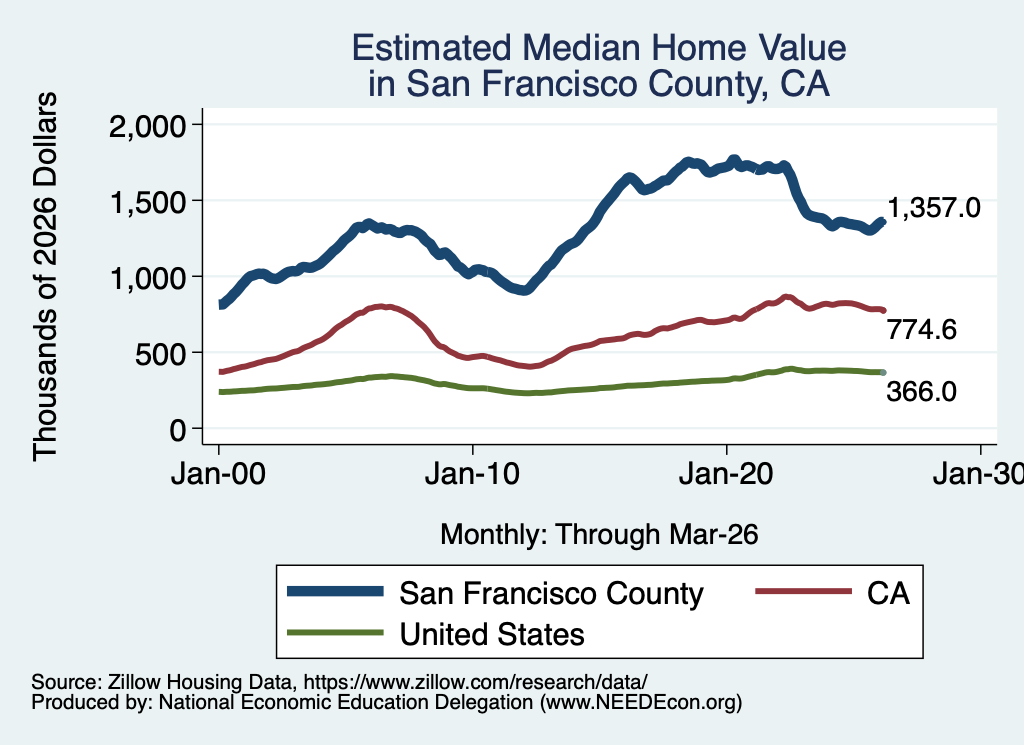 Estimated Median Home Value
in San Francisco County, CA
Thousands of 2026 Dollars
2,000
1,500
1,000
500
0
1,357.0
774.6
366.0
Jan-00 Jan-10 Jan-20 Jan-30
Monthly: Through Mar-26
San Francisco County CA
United States
Source: Zillow Housing Data, https://www.zillow.com/research/data/
Produced by: National Economic Education Delegation (www.NEEDEcon.org)